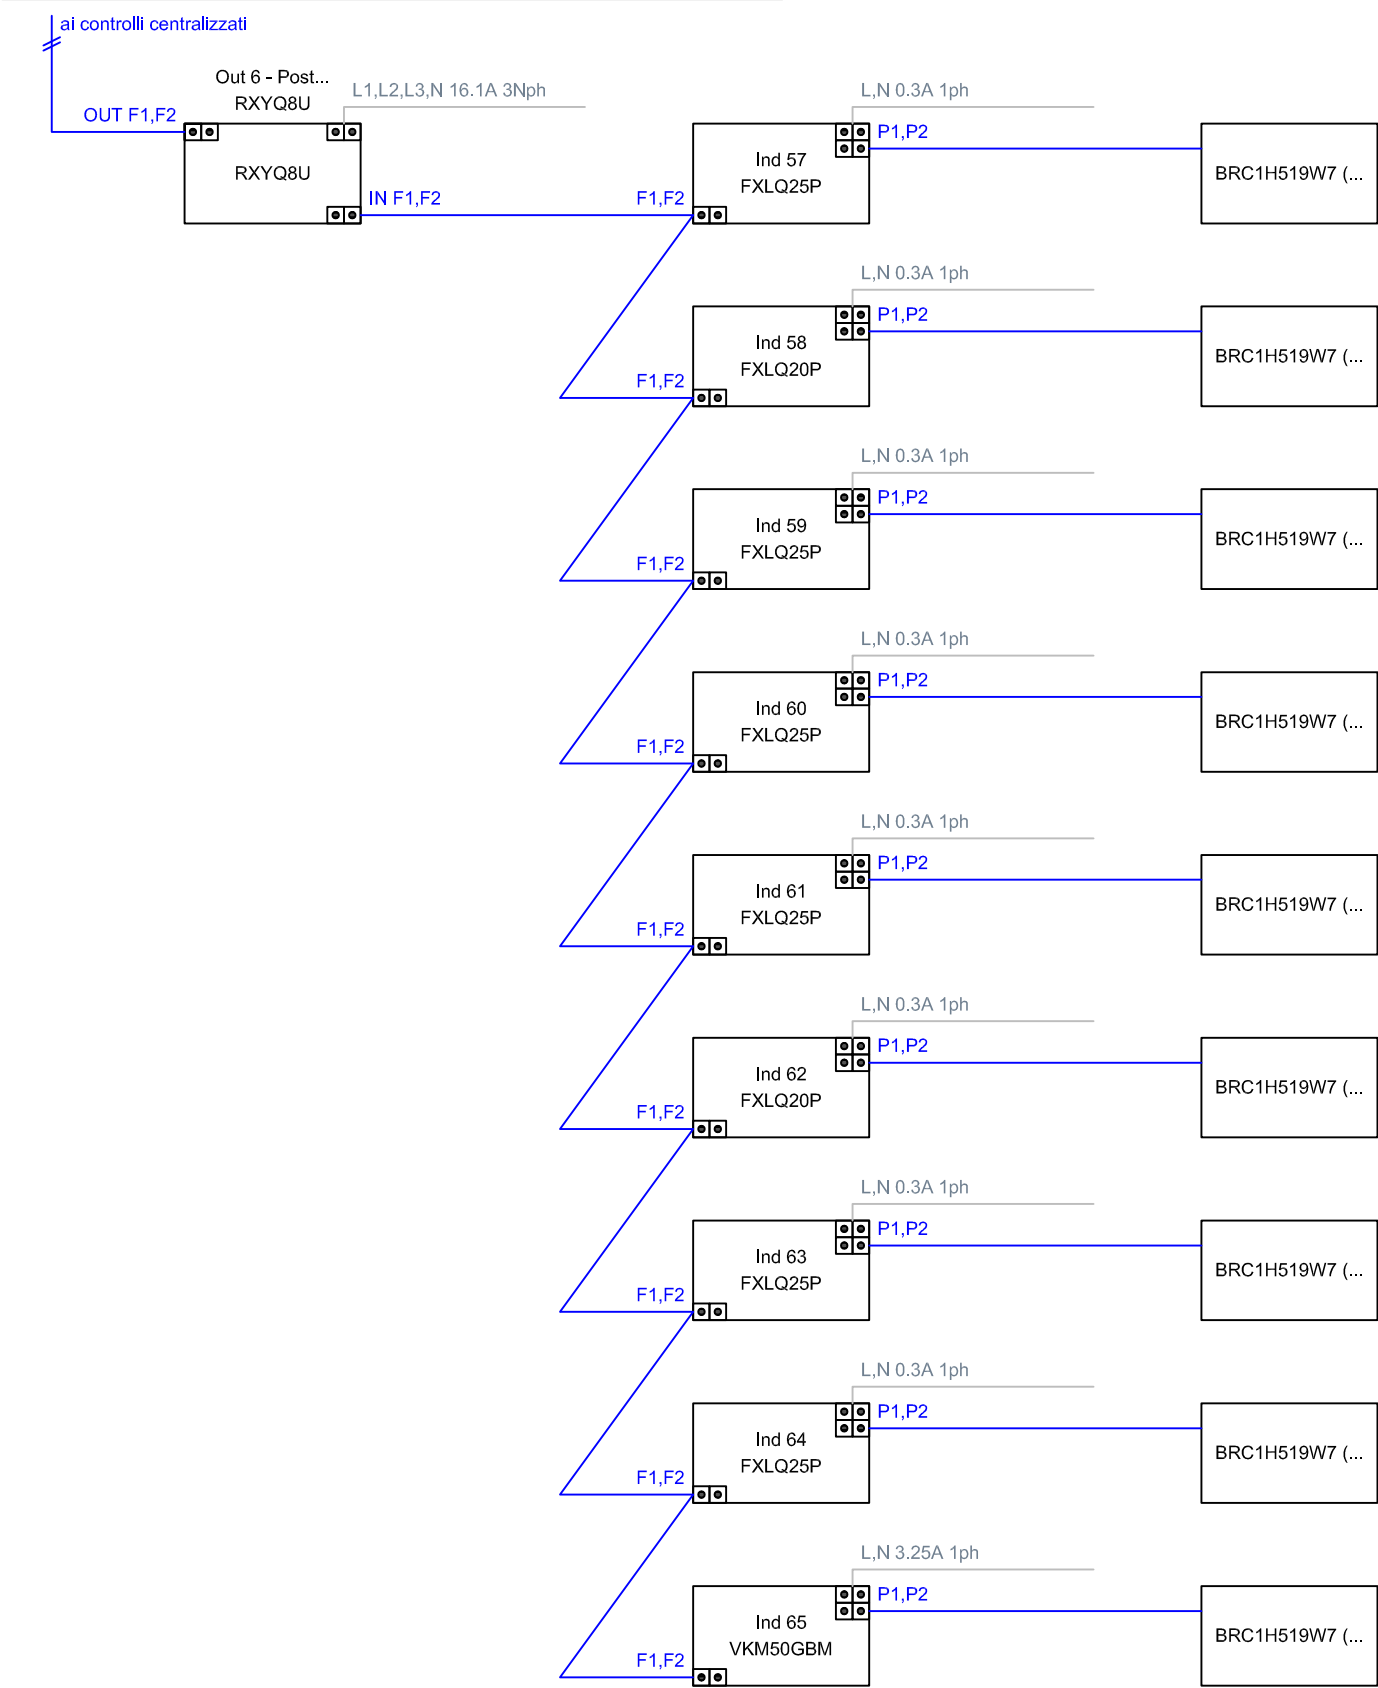 ai controlli centralizzati
Out 6 - Post...
RXYQ8U
L1,L2,L3,N 16.1A 3Nph
OUT F1,F2
RXYQ8U
IN F1,F2
L,N 0.3A 1ph
P1,P2
Ind 57
FXLQ25P
F1,F2
BRC1H519W7 (...
L,N 0.3A 1ph
P1,P2
Ind 58
FXLQ20P
F1,F2
BRC1H519W7 (...
L,N 0.3A 1ph
P1,P2
Ind 59
FXLQ25P
F1,F2
BRC1H519W7 (...
L,N 0.3A 1ph
P1,P2
Ind 60
FXLQ25P
F1,F2
BRC1H519W7 (...
L,N 0.3A 1ph
P1,P2
Ind 61
FXLQ25P
F1,F2
BRC1H519W7 (...
L,N 0.3A 1ph
P1,P2
Ind 62
FXLQ20P
F1,F2
BRC1H519W7 (...
L,N 0.3A 1ph
P1,P2
Ind 63
FXLQ25P
F1,F2
BRC1H519W7 (...
L,N 0.3A 1ph
P1,P2
Ind 64
FXLQ25P
F1,F2
BRC1H519W7 (...
L,N 3.25A 1ph
P1,P2
Ind 65
VKM50GBM
F1,F2
BRC1H519W7 (...